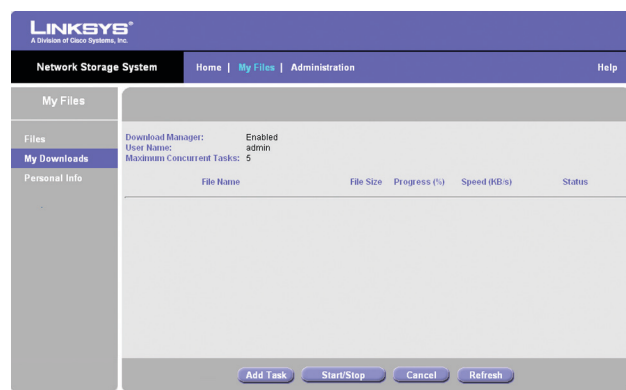 LINKSYS®
A Division of Cisco Systems, Inc.
Network Storage System
Home | My Files | Administration
Help
My Files
Files
My Downloads
Personal Info
Download Manager: Enabled
User Name: admin
Maximum Concurrent Tasks: 5
File Name File Size Progress (%) Speed (KB/s) Status
Add Task Start/Stop Cancel Refresh